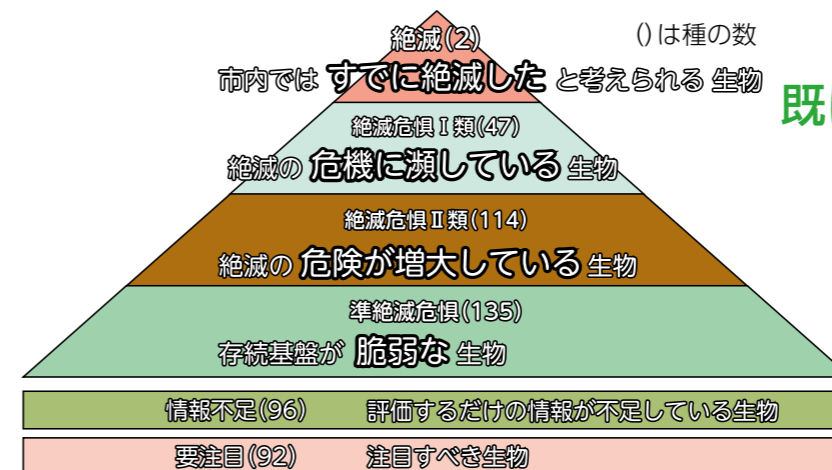 絶滅(2)
()は種の数
市内では すでに絶滅した と考えられる 生物
既
絶滅危惧Ⅰ類(47)
絶滅の 危機に瀕している 生物
絶滅危惧Ⅱ類(114)
絶滅の 危険が増大している 生物
準絶滅危惧(135)
存続基盤が 脆弱な 生物
情報不足(96) 評価するだけの情報が不足している生物
要注目(92) 注目すべき生物